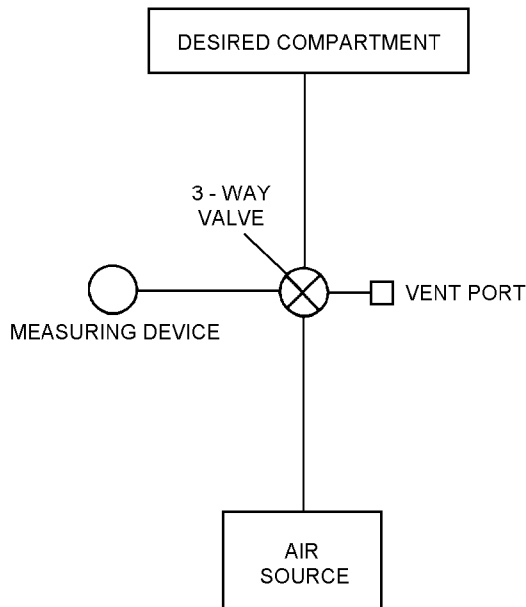 DESIRED COMPARTMENT
3 - WAY
VALVE
VENT PORT
MEASURING DEVICE
AIR
SOURCE